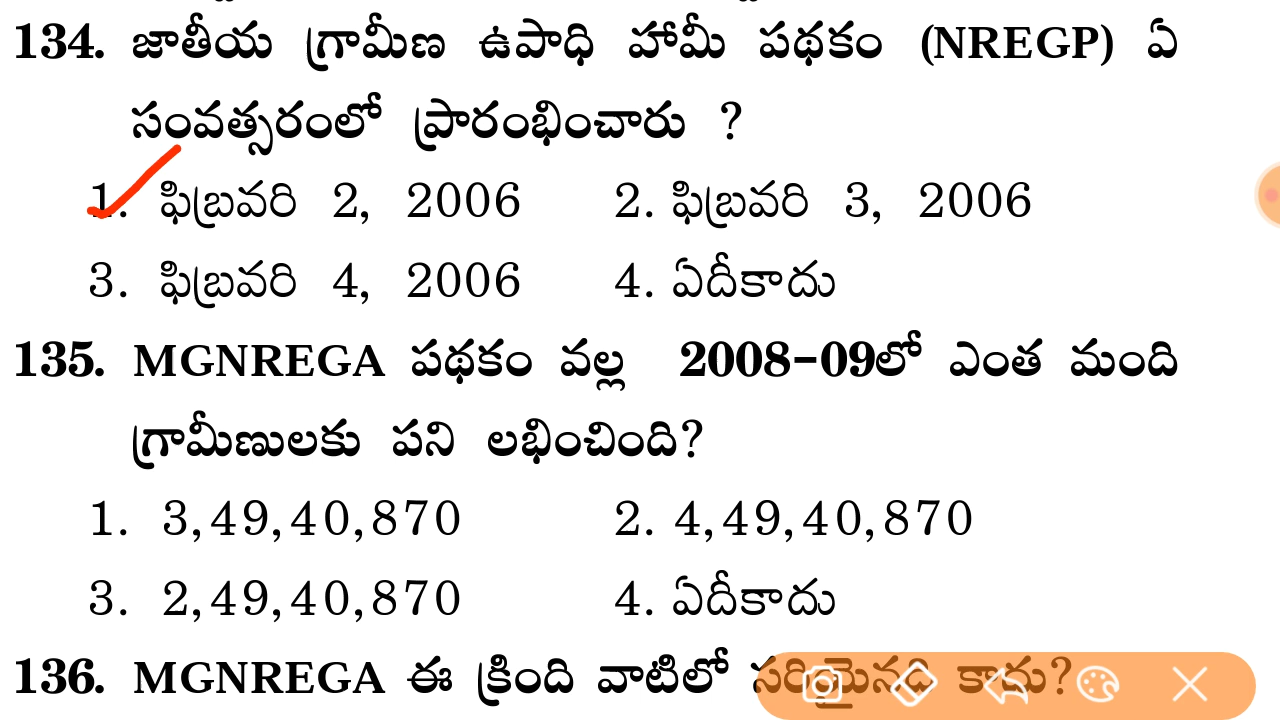 134. జాతీయ గ్రామీణ ఉపాధి హామీ పథకం (NREGP) ఏ
సంవత్సరంలో ప్రారంభించారు ?
1. ఫిబ్రవరి 2, 2006 2. ఫిబ్రవరి 3, 2006
3. ఫిబ్రవరి 4, 2006 4. ఏదీకాదు
135. MGNREGA పథకం వల్ల 2008-09లో ఎంత మంది
గ్రామీణులకు పని లభించింది?
1. 3,49,40,870 2. 4,49,40,870
3. 2,49,40,870 4. ఏదీకాదు
136. MGNREGA ఈ క్రింది వాటిలో సరియైనది కాదు?